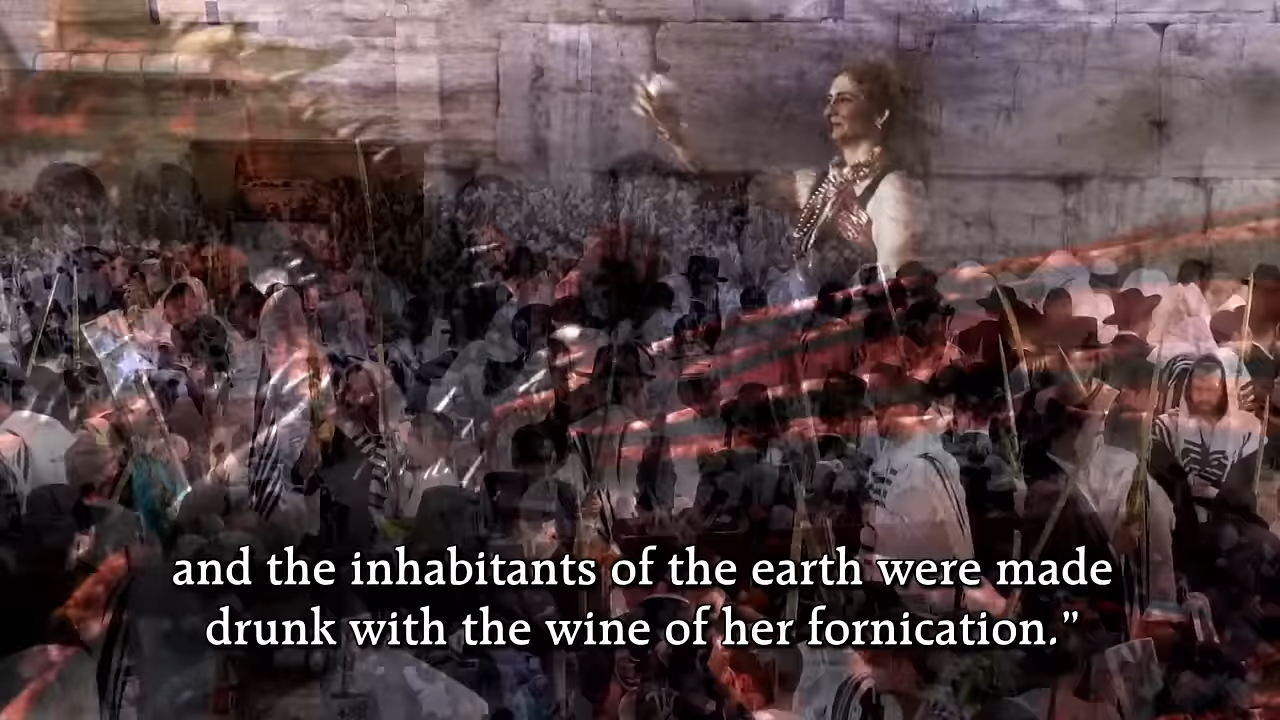 and the inhabitants of the earth were made
drunk with the wine of her fornication.”